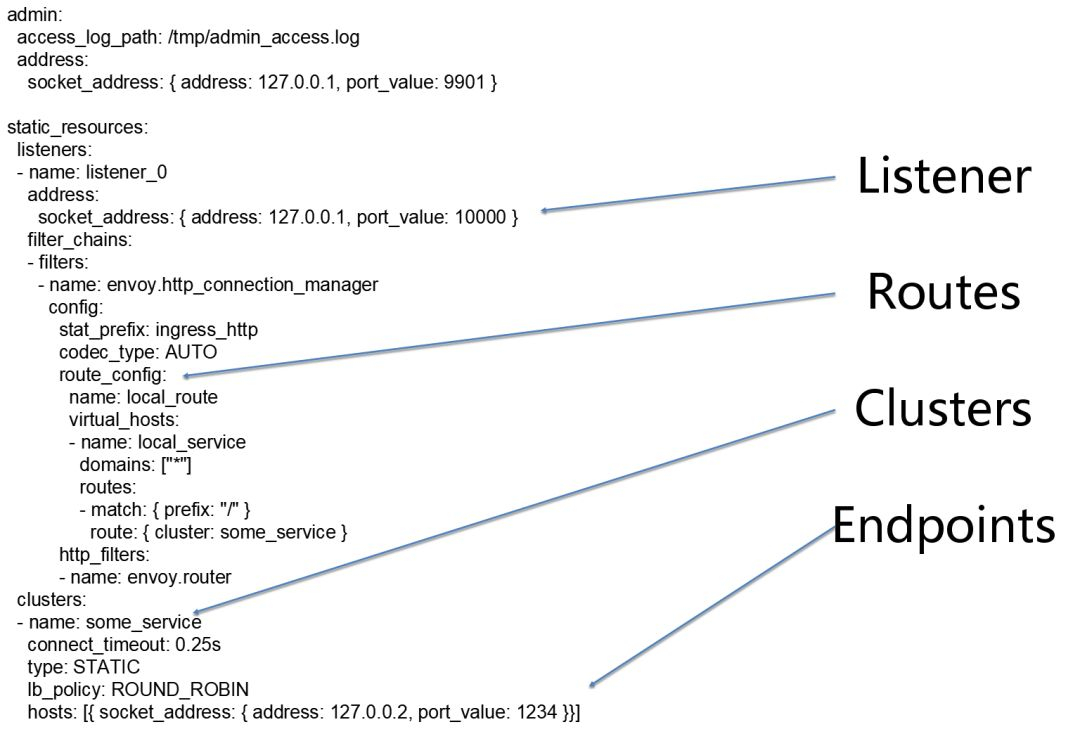 admin:
access_log_path: /tmp/admin_access.log
address:
socket_address: { address: 127.0.0.1, port_value: 9901 }
static_resources:
listeners:
- name: listener_0
address:
socket_address: { address: 127.0.0.1, port_value: 10000 }
filter_chains:
- filters:
- name: envoy.http_connection_manager
config:
stat_prefix: ingress_http
codec_type: AUTO
route_config:
name: local_route
virtual_hosts:
- name: local_service
domains: ["*"]
routes:
- match: { prefix: "/" }
route: { cluster: some_service }
http_filters:
- name: envoy.router
clusters:
- name: some_service
connect_timeout: 0.25s
type: STATIC
lb_policy: ROUND_ROBIN
hosts: [{ socket_address: { address: 127.0.0.2, port_value: 1234 }}]
Listener
Routes
Clusters
Endpoints